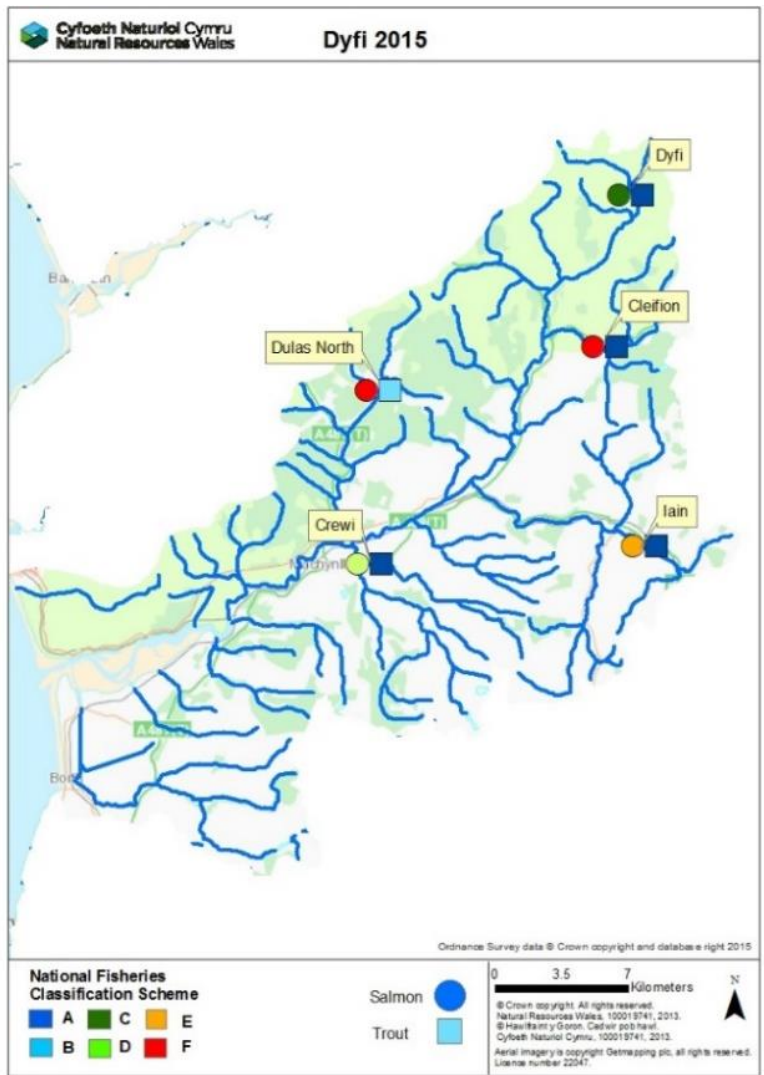 Cyfoeth Naturiol Cymru
Natural Resources Wales
Dyfi 2015
Dyfi
Cleifion
Dulas North
Iain
Crewi
Ordnance Survey data © Crown copyright and database right 2015
National Fisheries
Classification Scheme
A C E
B D F
Salmon
Trout
0 3.5 7
Kilometers
N
© Crown copyright. All rights reserved.
Natural Resources Wales, 100019741, 2013.
© Hawlfraint y Goron. Cedwir pob hawl.
Cyfoeth Naturiol Cymru, 100019741, 2013.
Aerial imagery is copyright Getmapping plc, all rights reserved.
License number 22047.